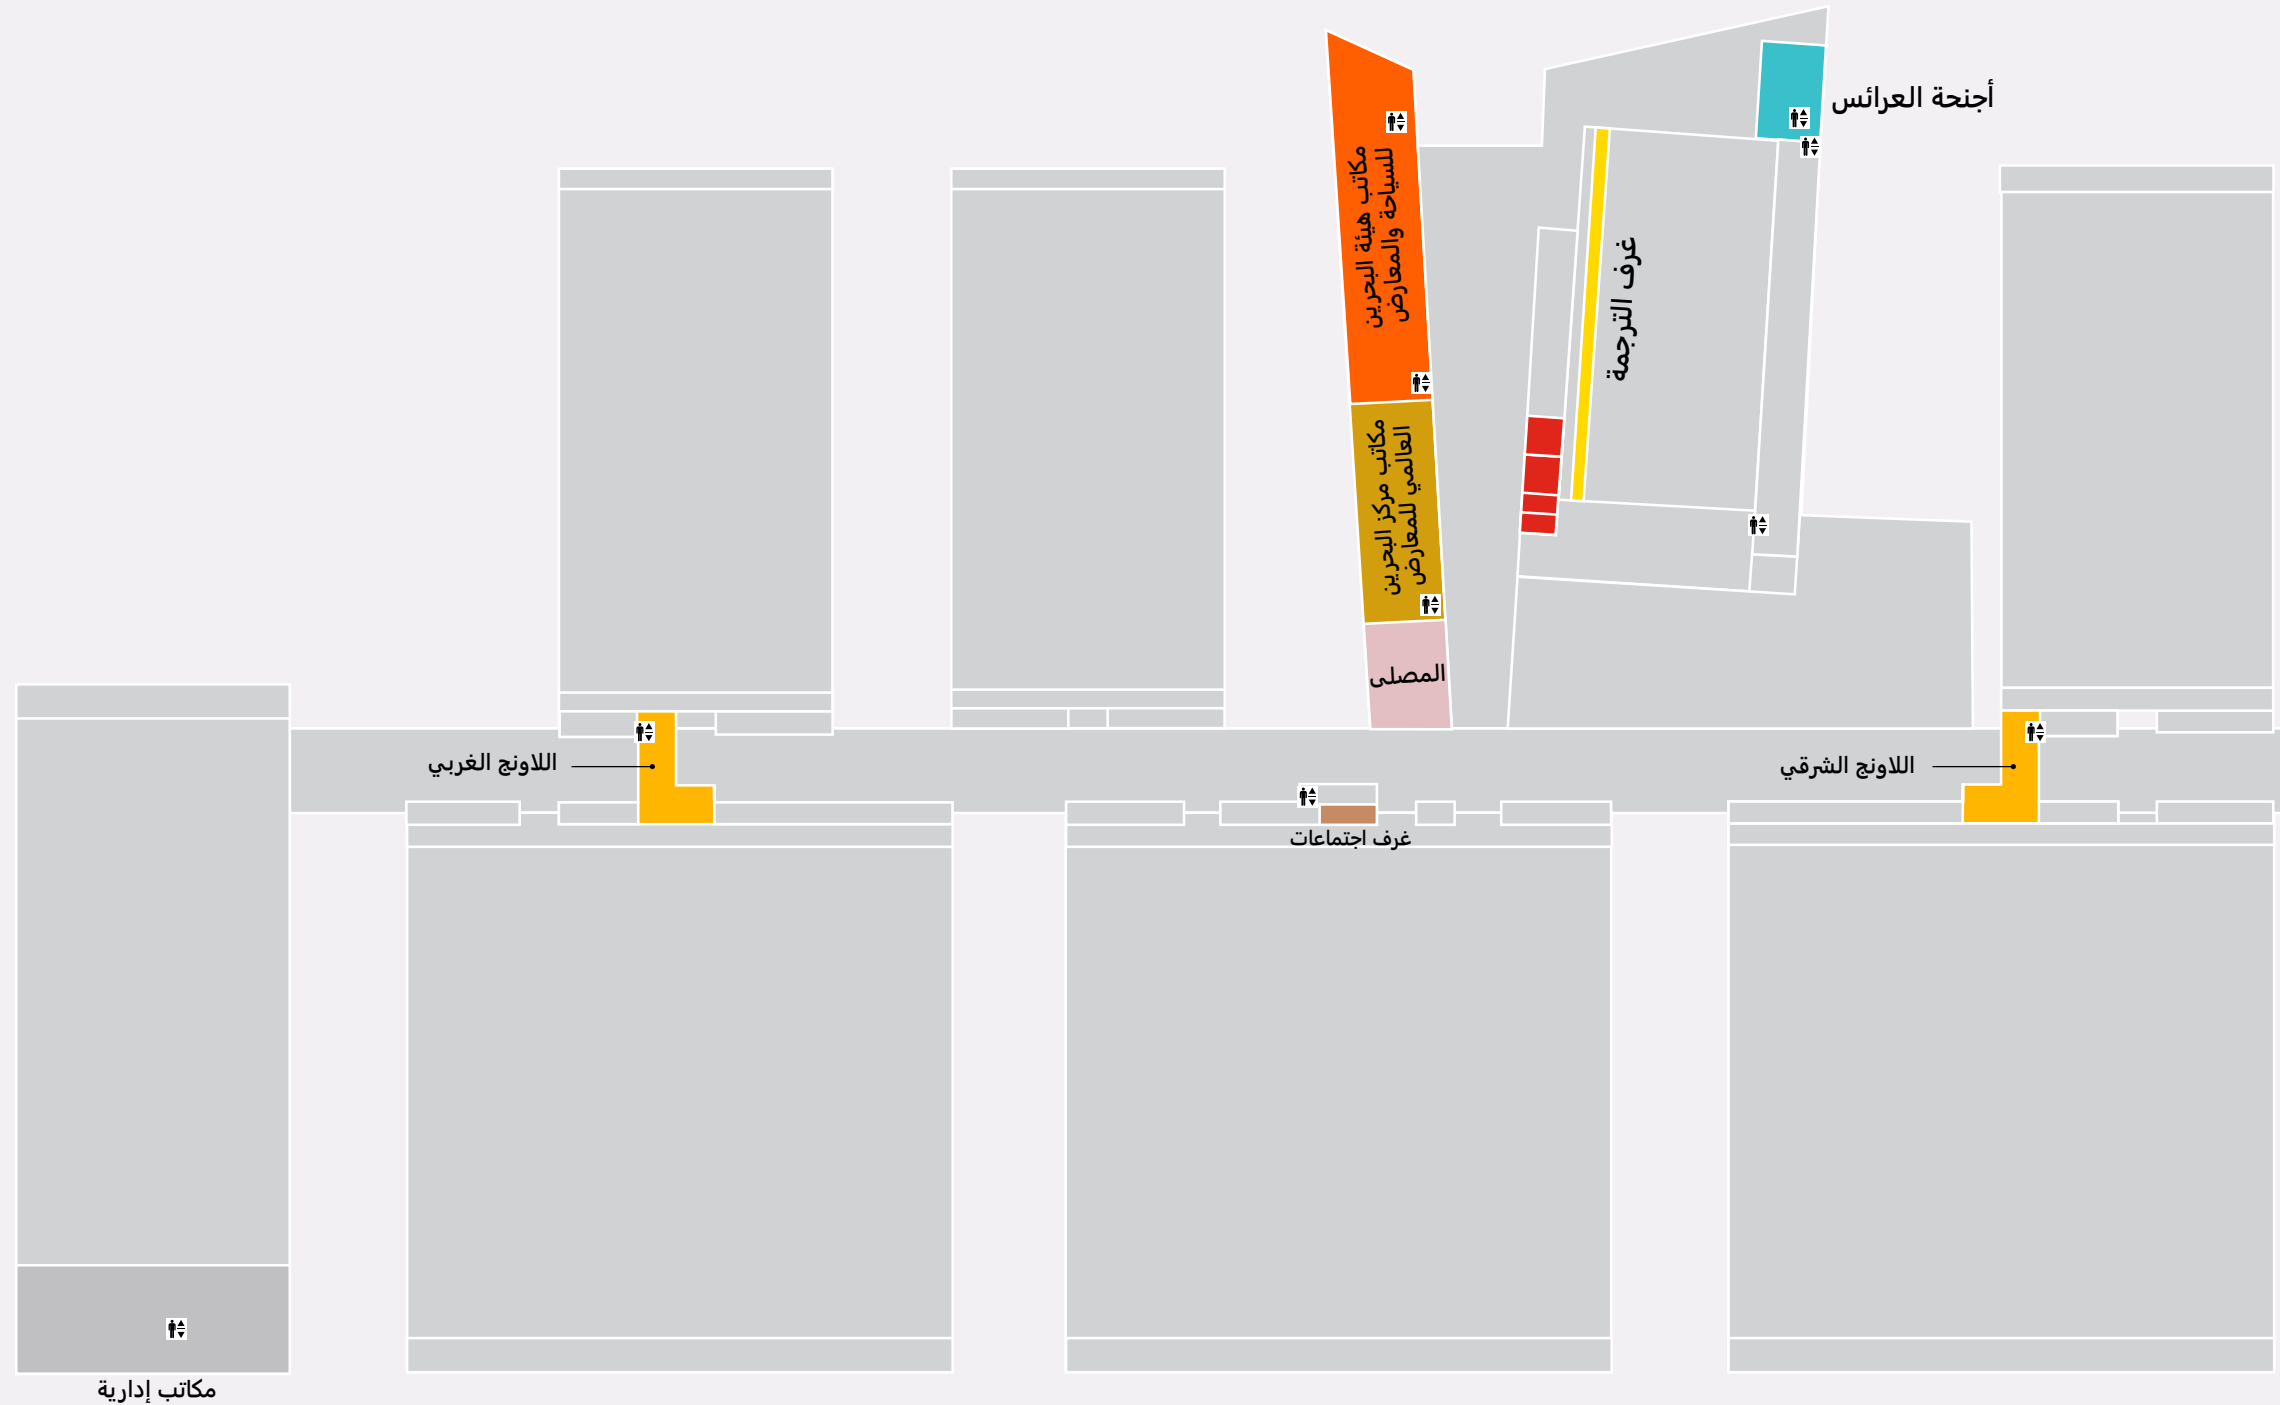 أجنحة العرائس
مكاتب هيئة البحرين
للسياحة والمعارض
غرف الترجمة
مكاتب مركز البحرين
العالمي للمعارض
المصلى
اللاونج الشرقي
اللاونج الغربي
غرف اجتماعات
مكاتب إدارية